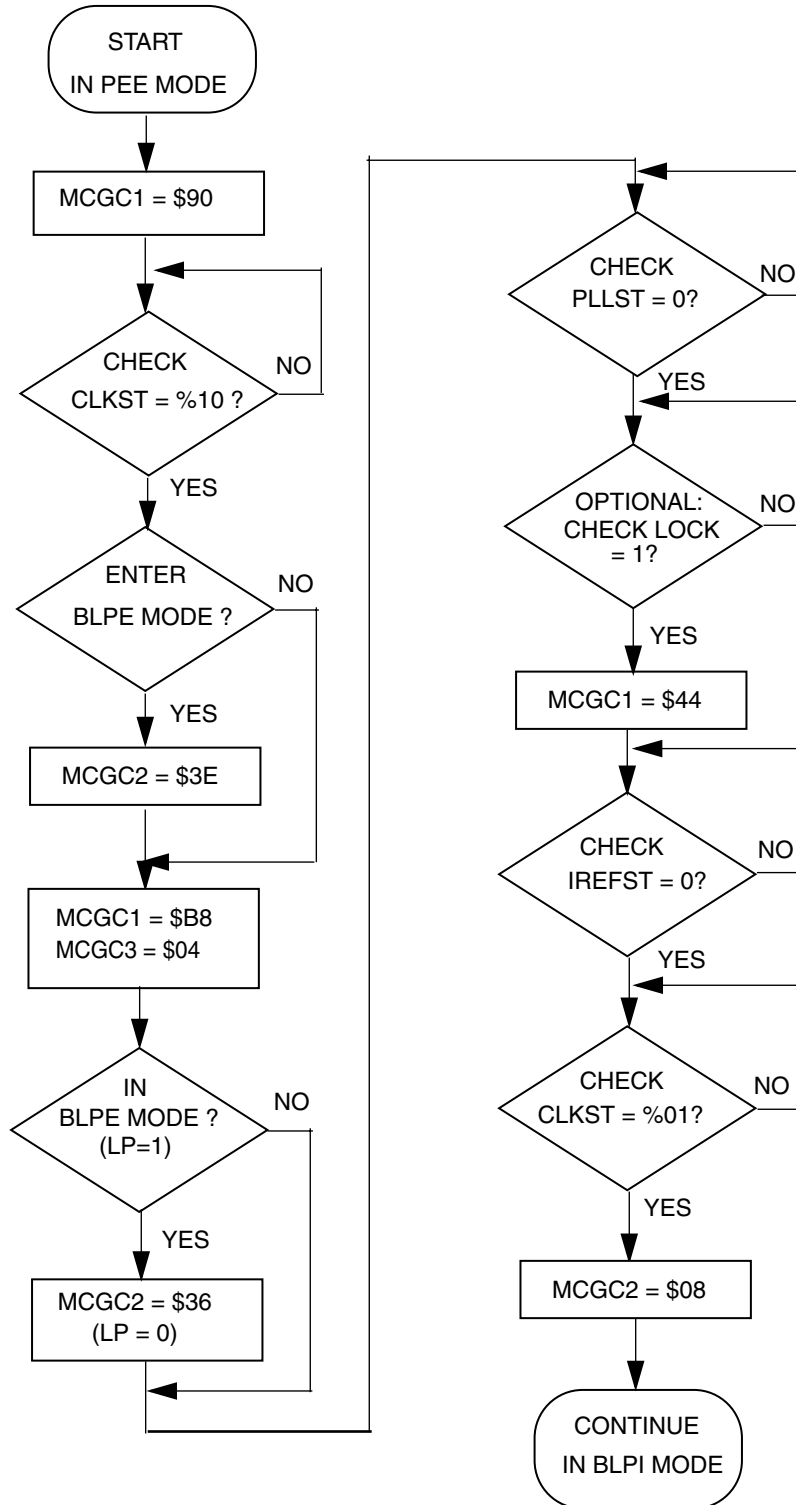 START
IN PEE MODE
MCGC1 = $90
CHECK
CLKST = %10 ?
NO
YES
ENTER
BLPE MODE ?
NO
YES
MCGC2 = $3E
MCGC1 = $B8
MCGC3 = $04
IN
BLPE MODE ?
(LP=1)
NO
YES
MCGC2 = $36
(LP = 0)
CHECK
PLLST = 0?
NO
YES
OPTIONAL:
CHECK LOCK
= 1?
NO
YES
MCGC1 = $44
CHECK
IREFST = 0?
NO
YES
CHECK
CLKST = %01?
NO
YES
MCGC2 = $08
CONTINUE
IN BLPI MODE